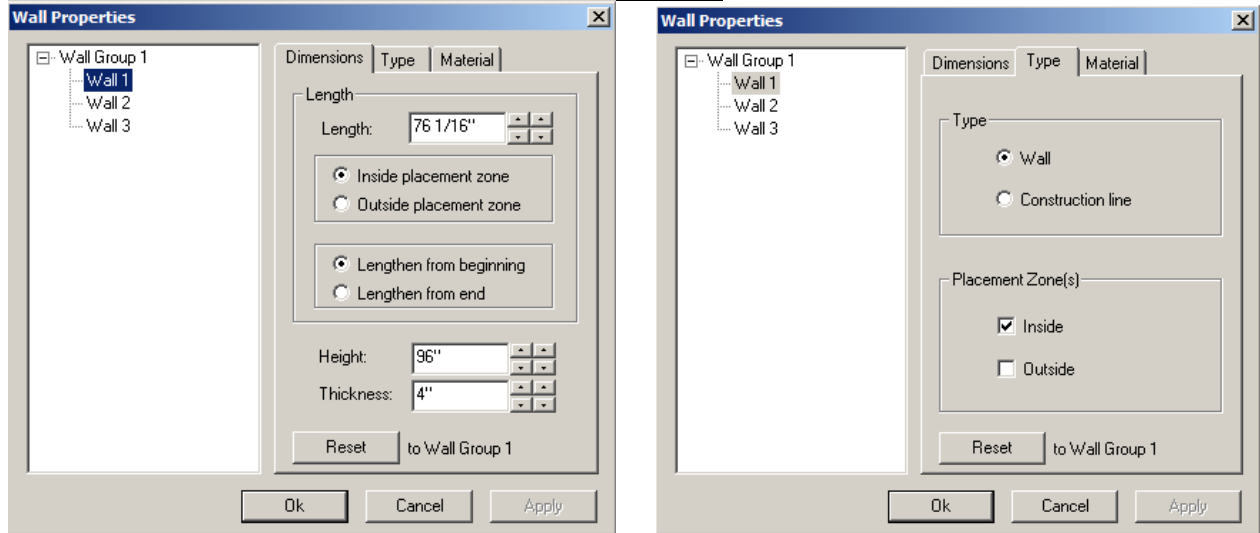 Wall Properties
Wall Group 1
Wall 1
Wall 2
Wall 3
Dimensions Type Material
Length
Length: 76 1/16"
Inside placement zone
Outside placement zone
Lengthen from beginning
Lengthen from end
Height: 96"
Thickness: 4"
Reset to Wall Group 1
Ok Cancel Apply
Wall Properties
Wall Group 1
Wall 1
Wall 2
Wall 3
Dimensions Type Material
Type
Wall
Construction line
Placement Zone(s)
Inside
Outside
Reset to Wall Group 1
Ok Cancel Apply